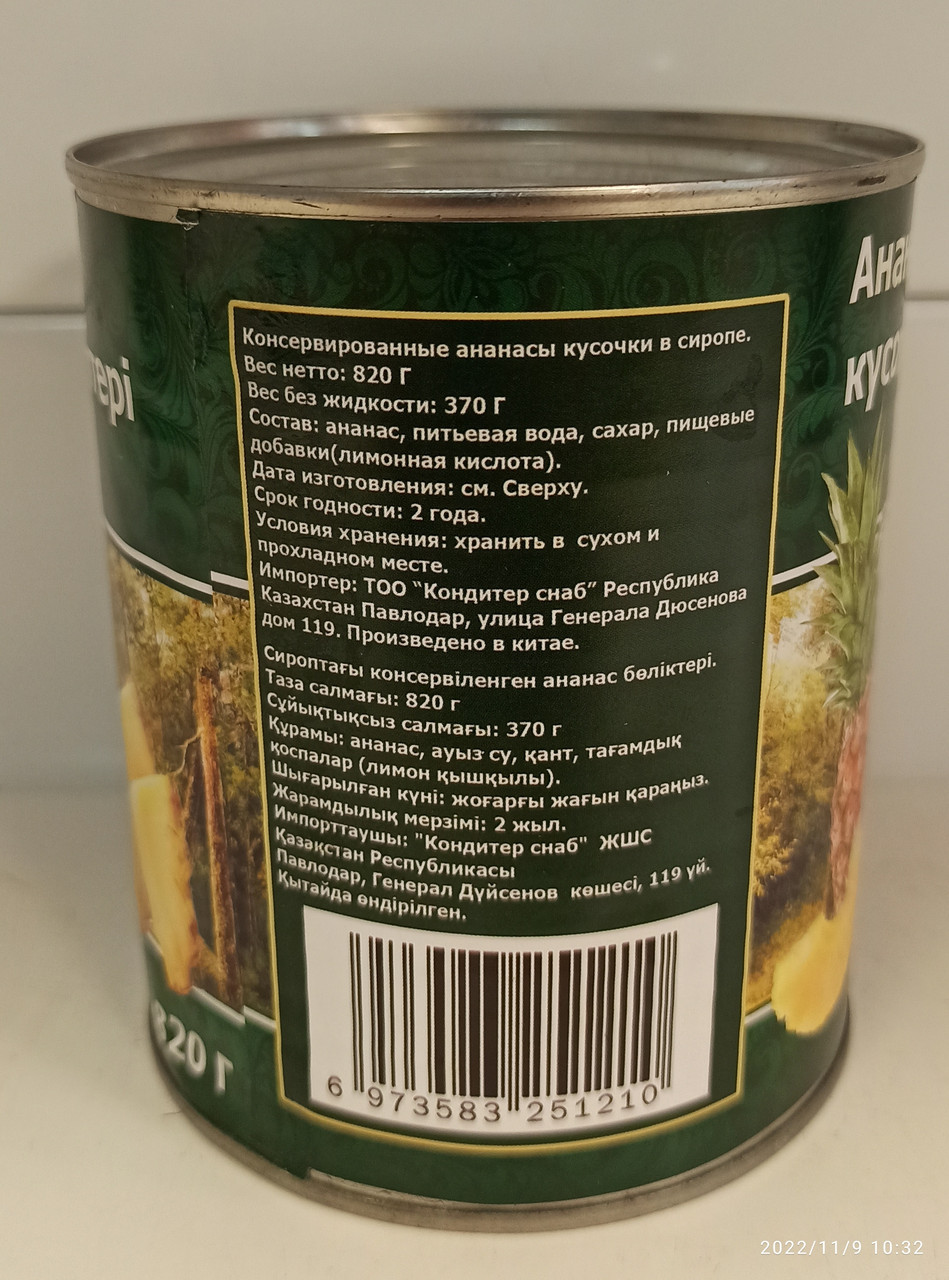 Консервированные ананасы кусочки в сиропе.
Вес нетто: 820 Г
Вес без жидкости: 370 Г
Состав: ананас, питьевая вода, сахар, пищевые
добавки(лимонная кислота).
Дата изготовления: см. Сверху.
Срок годности: 2 года.
Условия хранения: хранить в сухом и
прохладном месте.
Импортер: ТОО "Кондитер снаб" Республика
Казахстан Павлодар, улица Генерала Дюсенова
дом 119. Произведено в китае.
Сироптағы консервіленген ананас бөліктері.
Таза салмағы: 820 г
Сұйықтықсыз салмағы: 370 г
Құрамы: ананас, ауыз су, қант, тағамдық
қоспалар (лимон қышқылы).
Шығарылған күні: жоғарғы жағын қараңыз.
Жарамдылық мерзімі: 2 жыл.
Импорттаушы: "Кондитер снаб" ЖШС
Қазақстан Республикасы
Павлодар, Генерал Дүйсенов көшесі, 119 үй.
Қытайда өндірілген.
6 973583 251210
820 Г
2022/11/9 10:32